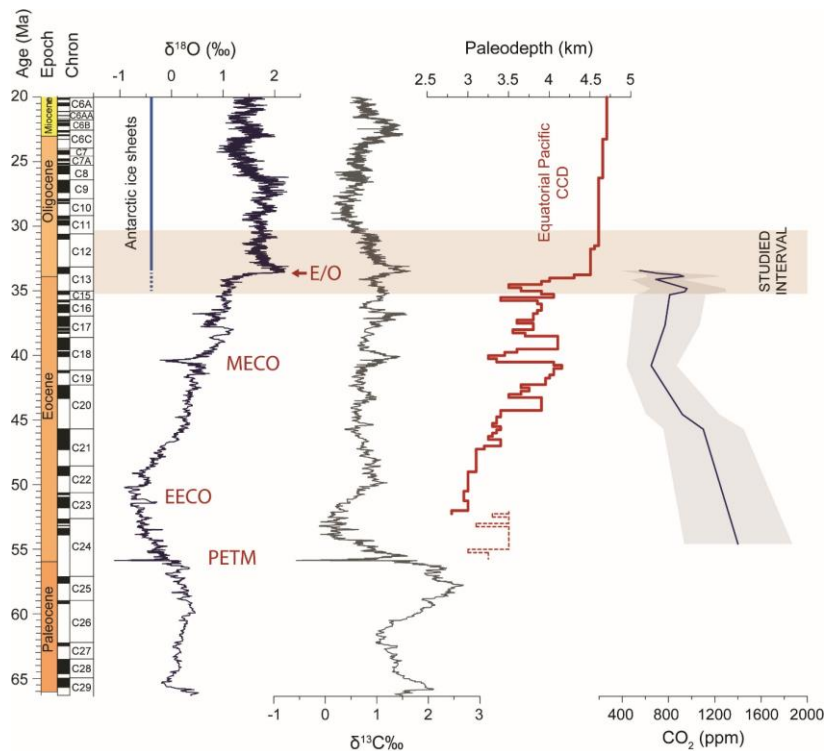 Age (Ma)
Epoch
Chron
δ¹⁸O (‰)
-1 0 1 2
Paleodepth (km)
2.5 3 3.5 4 4.5 5
20
25
30
35
40
45
50
55
60
65
Miocene
Oligocene
Eocene
Paleocene
C6A
C6AA
C6B
C6C
C7
C7A
C8
C9
C10
C11
C12
C13
C15
C16
C17
C18
C19
C20
C21
C22
C23
C24
C25
C26
C27
C28
C29
Antarctic ice sheets
E/O
MECO
EECO
PETM
Equatorial Pacific
CCD
STUDIED
INTERVAL
-1 0 1 2 3
δ¹³C‰
400 800 1200 1600 2000
CO₂ (ppm)